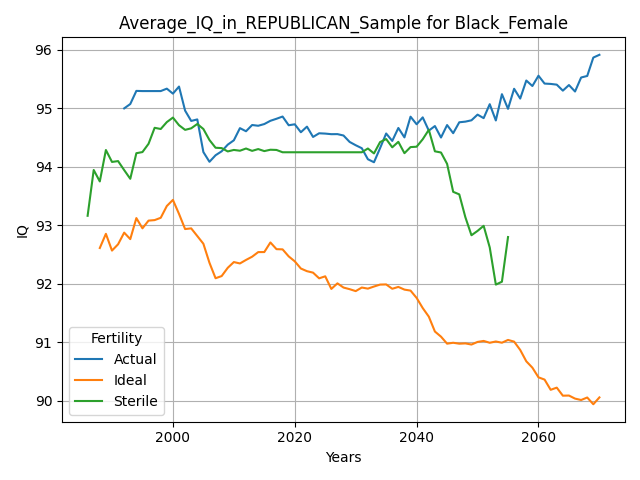 Average_IQ_in_REPUBLICAN_Sample for Black_Female
96
95
94
93
92
91
90
IQ
Fertility
Actual
Ideal
Sterile
2000 2020 2040 2060
Years